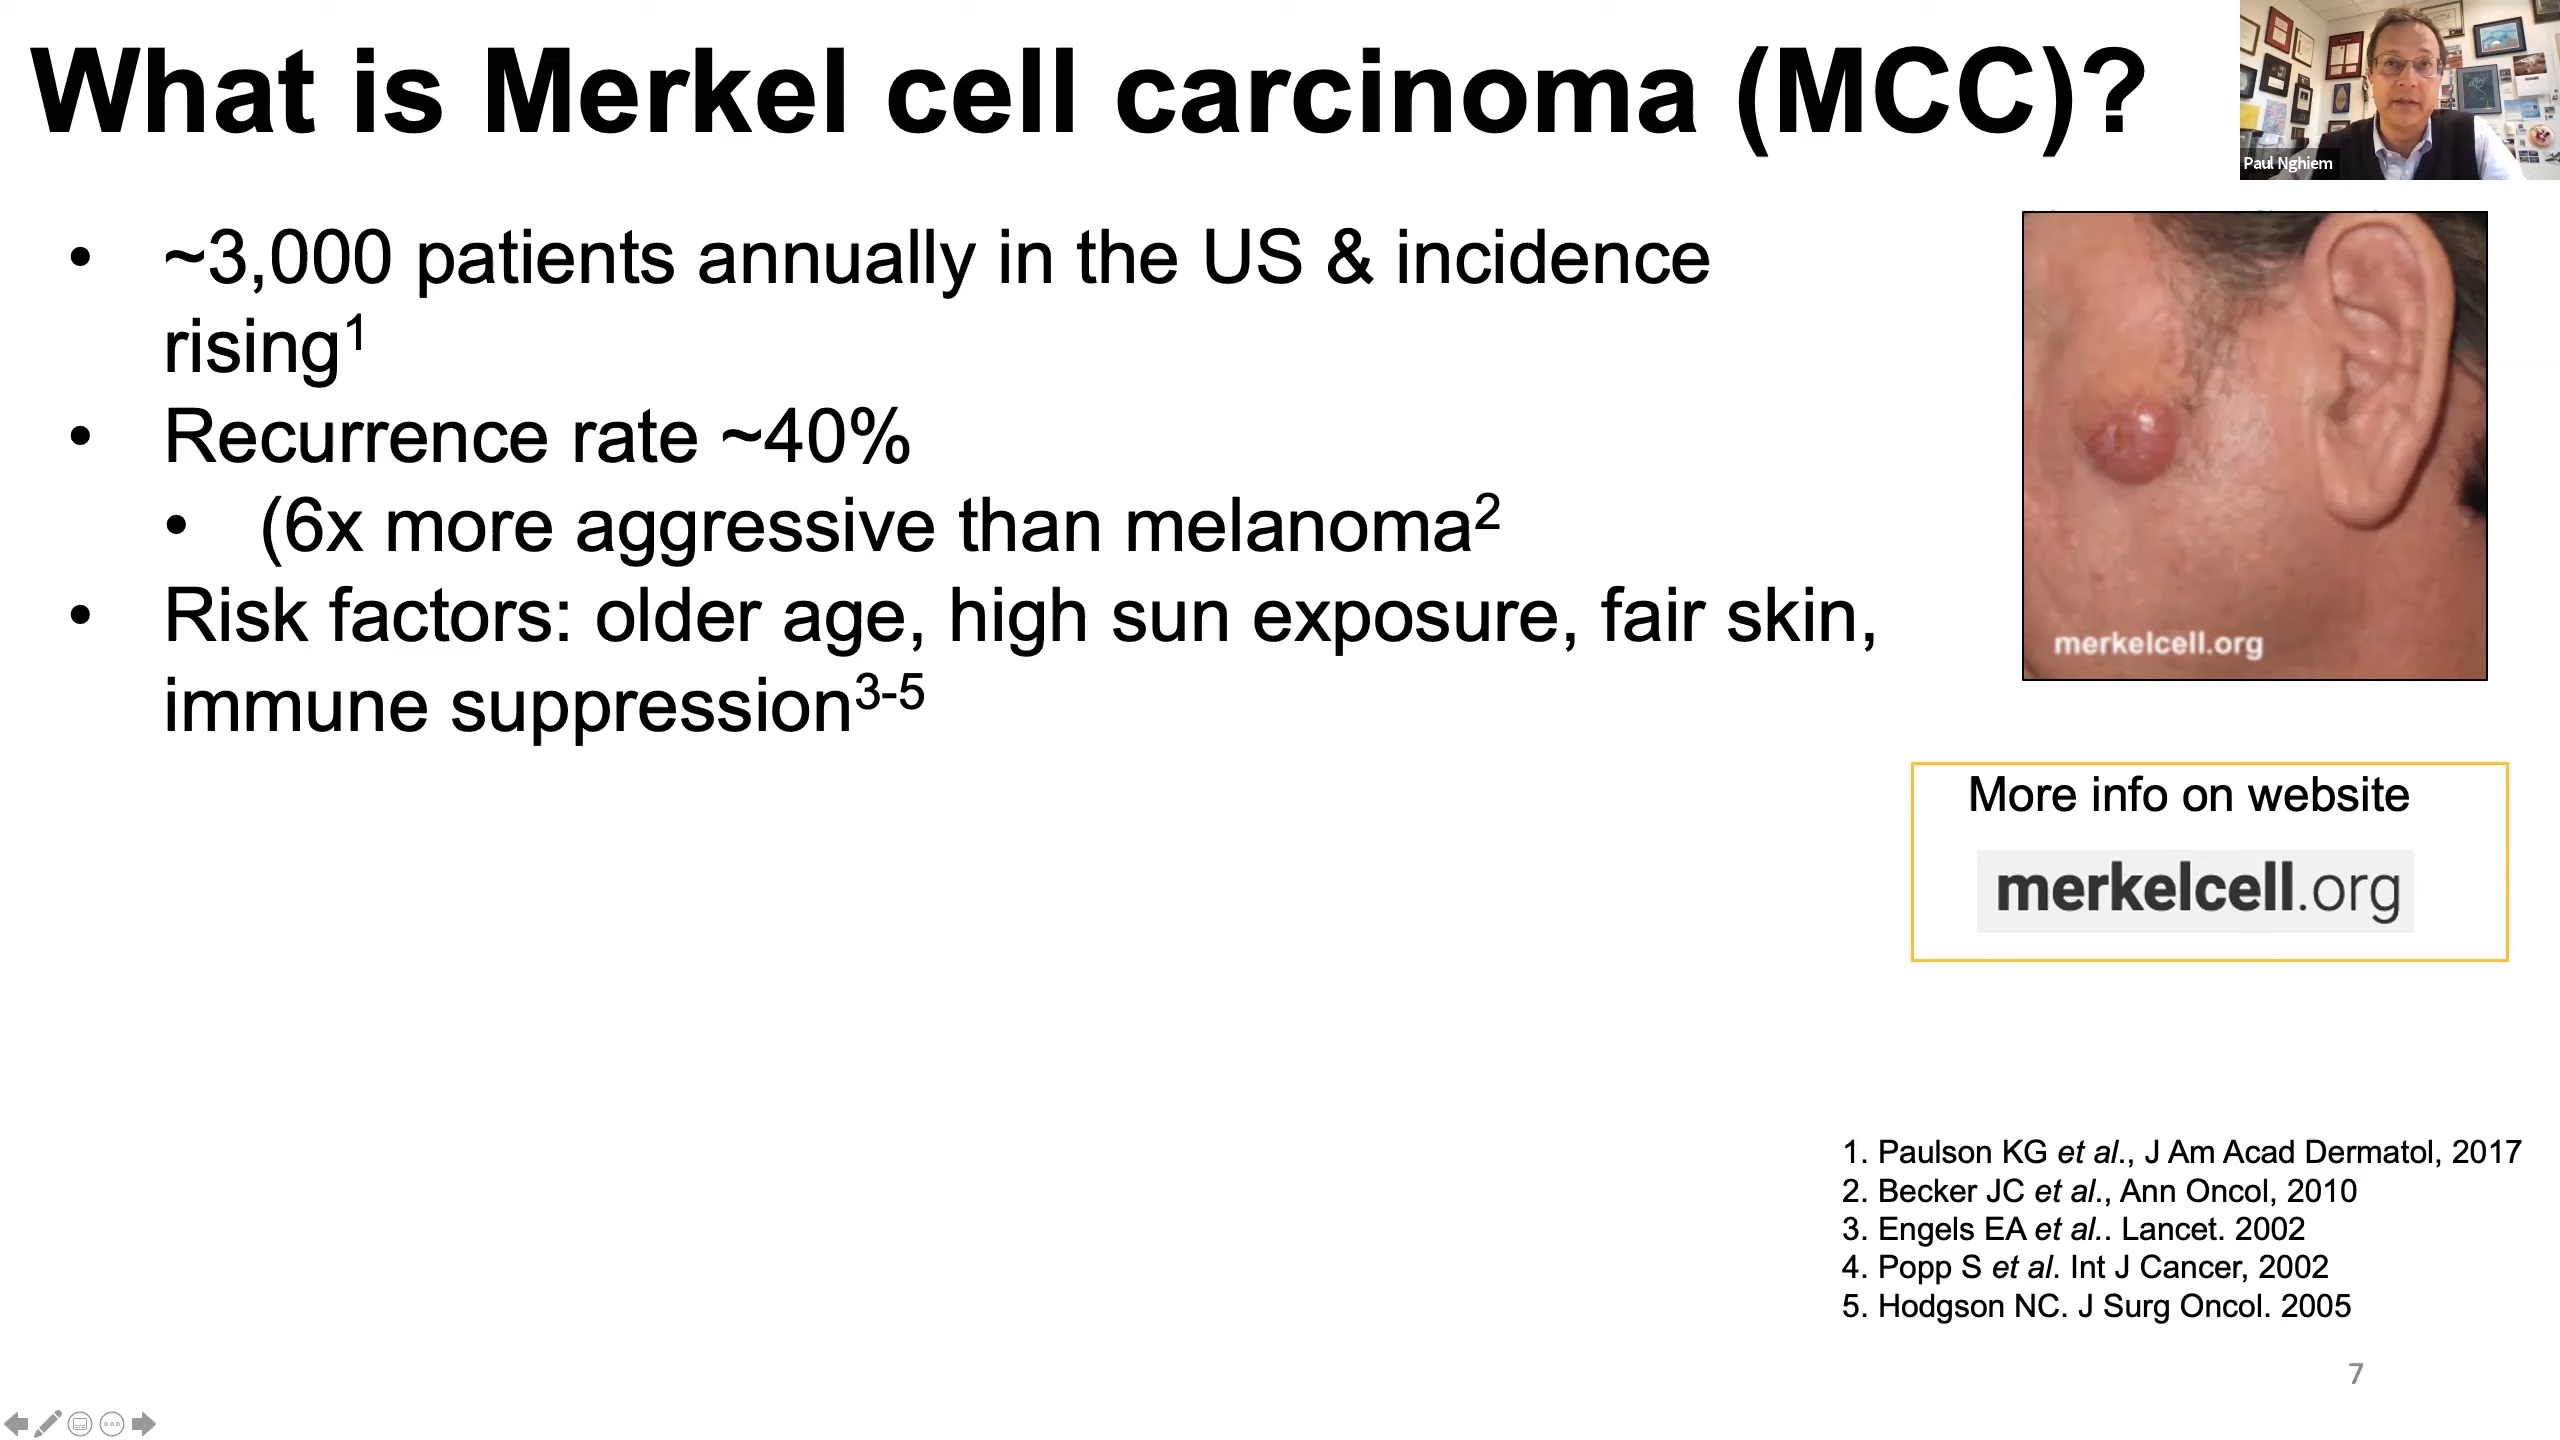 What is Merkel cell carcinoma (MCC)?
Paul Nghiem
• ~3,000 patients annually in the US & incidence
rising1
• Recurrence rate ~40%
• (6x more aggressive than melanoma2
• Risk factors: older age, high sun exposure, fair skin,
immune suppression3-5
merkelcell.org
More info on website
merkelcell.org
1. Paulson KG et al., J Am Acad Dermatol, 2017
2. Becker JC et al., Ann Oncol, 2010
3. Engels EA et al.. Lancet. 2002
4. Popp S et al. Int J Cancer, 2002
5. Hodgson NC. J Surg Oncol. 2005
7